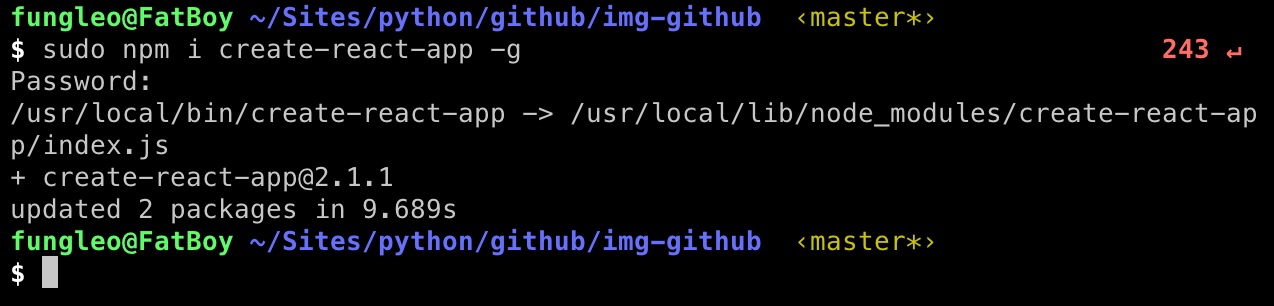 fungleo@FatBoy ~/Sites/python/github/img-github  ‹master*›
$ sudo npm i create-react-app -g 243 ↵
Password:
/usr/local/bin/create-react-app -> /usr/local/lib/node_modules/create-react-ap
p/index.js
+ create-react-app@2.1.1
updated 2 packages in 9.689s
fungleo@FatBoy ~/Sites/python/github/img-github  ‹master*›
$